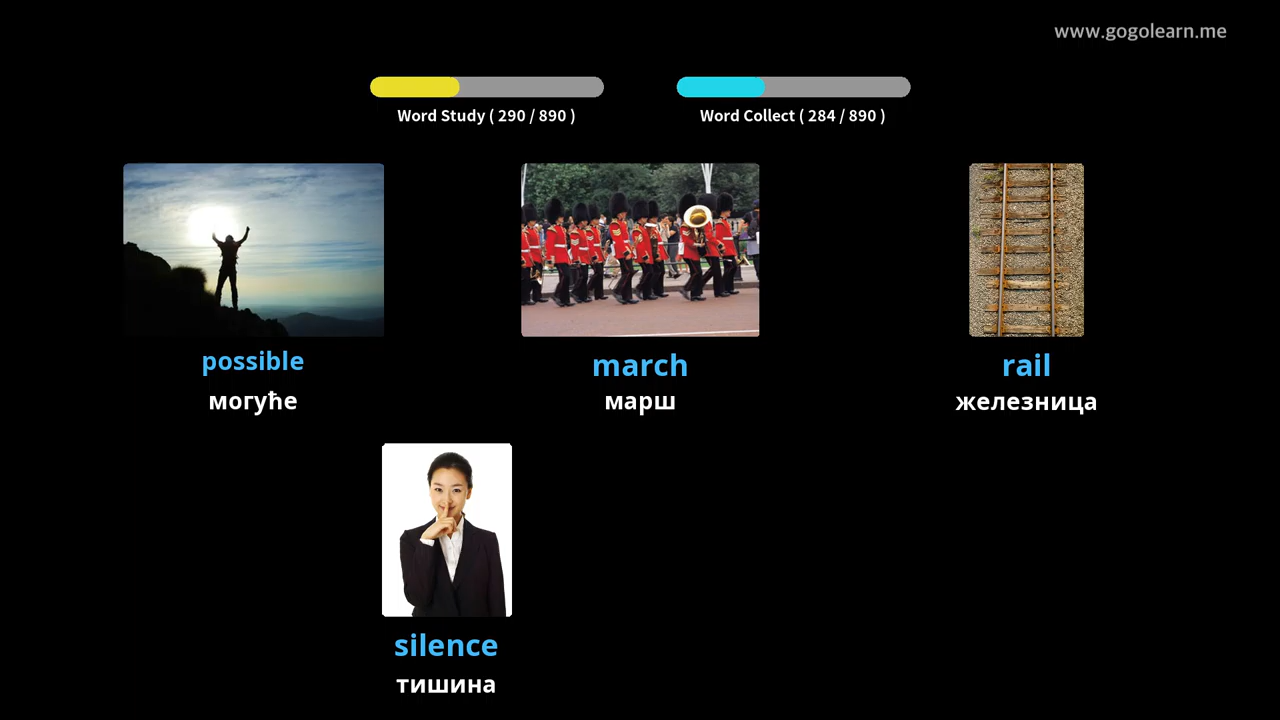 www.gogolearn.me
Word Study ( 290 / 890 )
Word Collect ( 284 / 890 )
possible
могуће
march
марш
rail
железница
silence
тишина